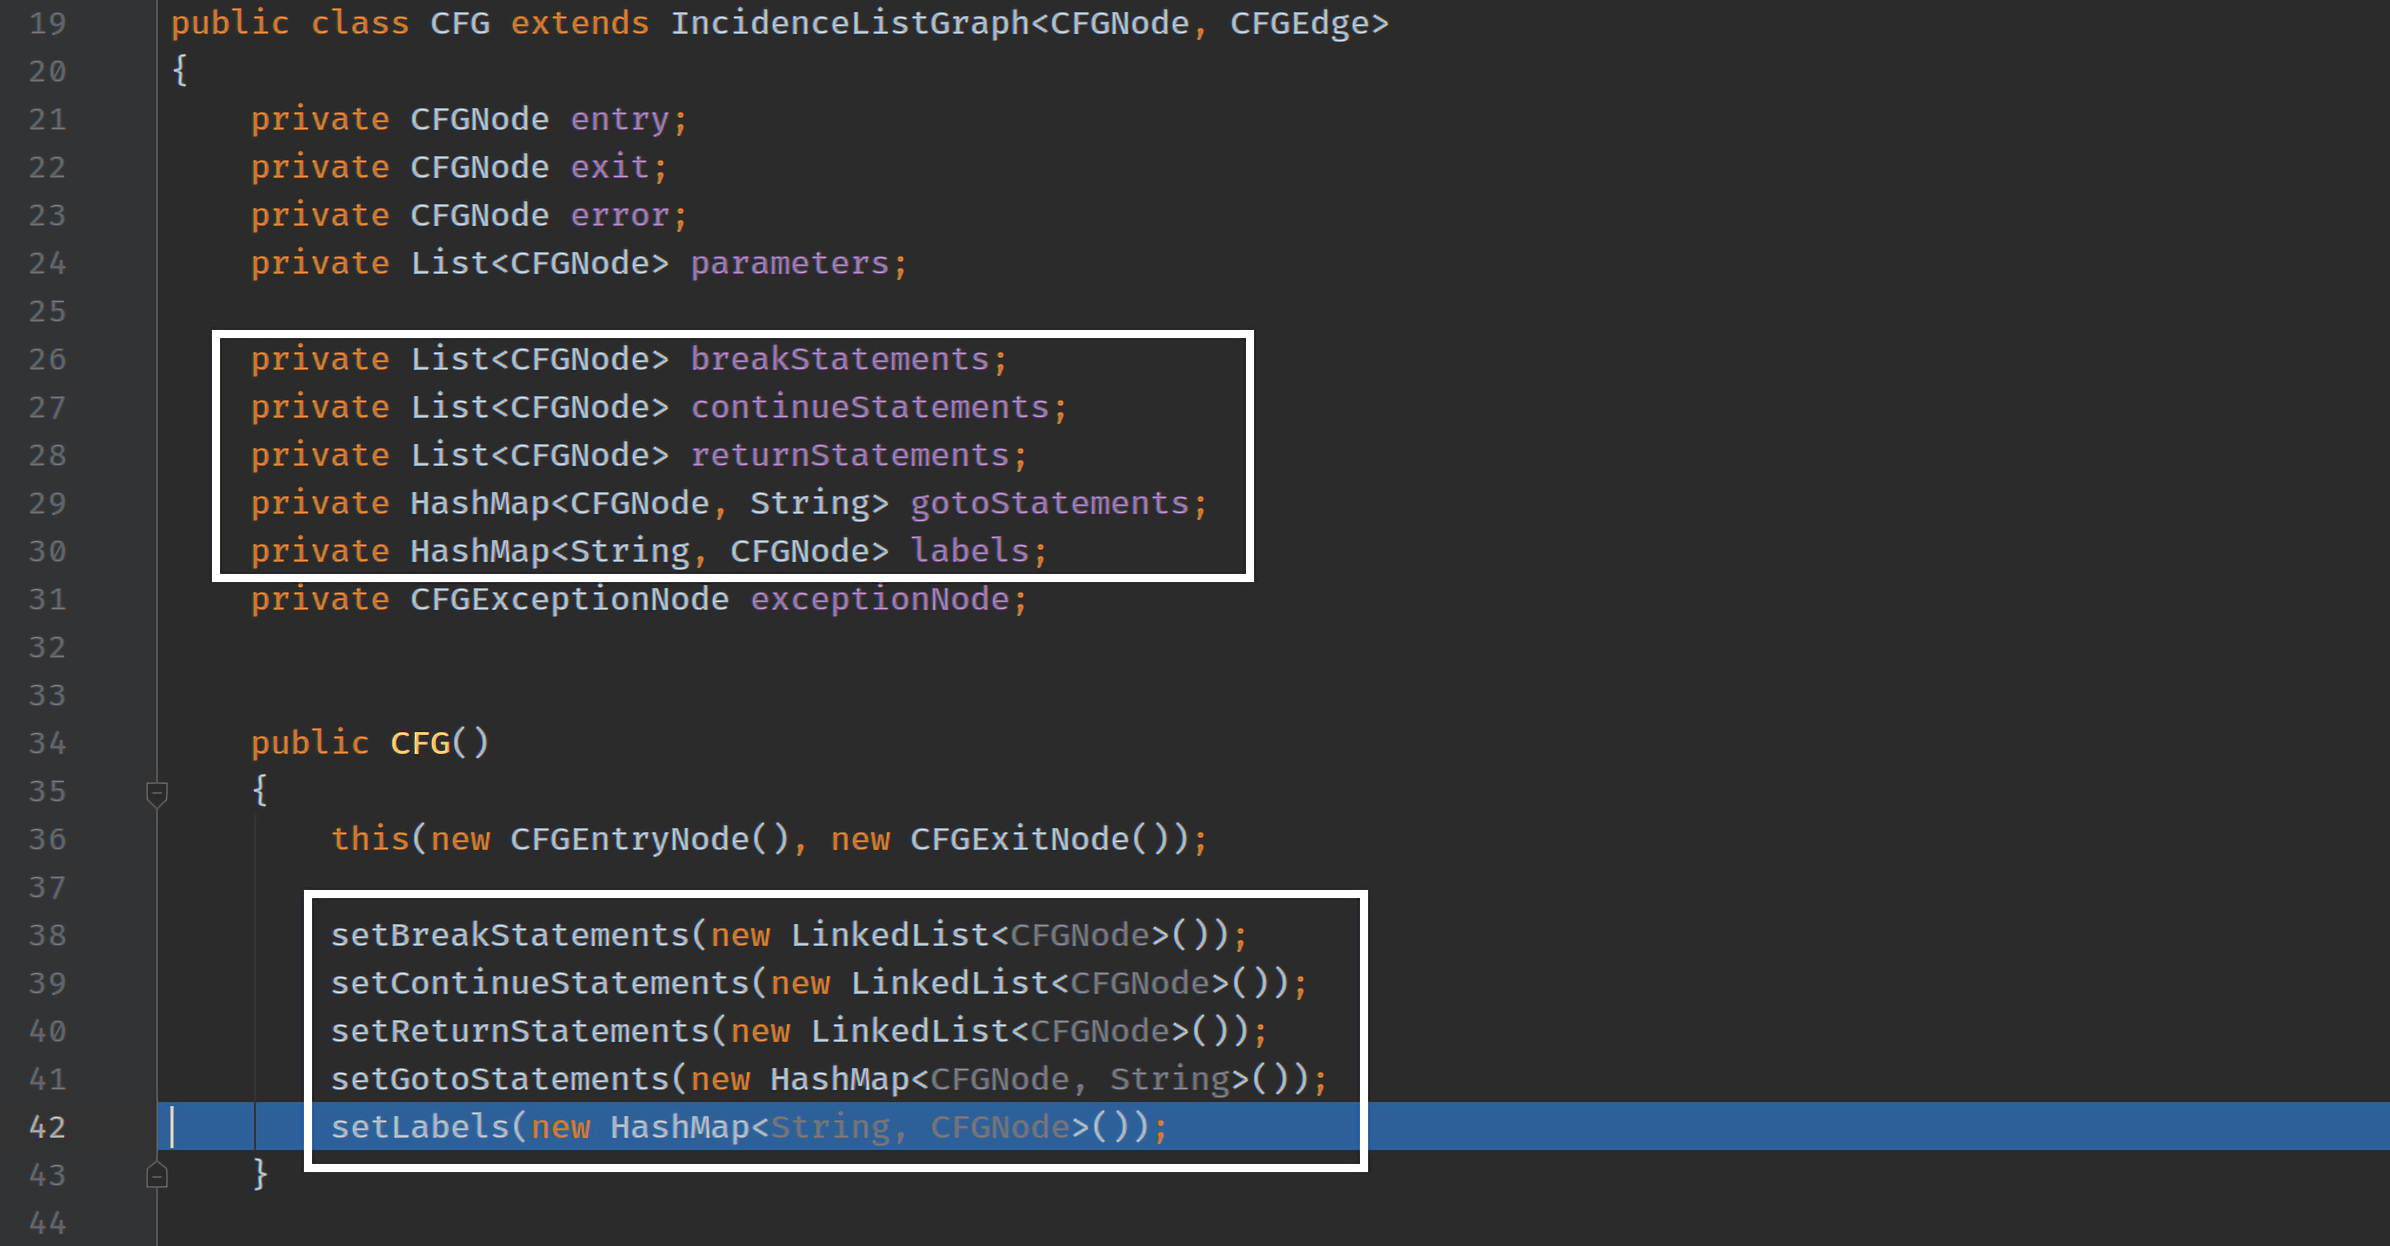 19 public class CFG extends IncidenceListGraph<CFGNode, CFGEdge>
20 {
21 private CFGNode entry;
22 private CFGNode exit;
23 private CFGNode error;
24 private List<CFGNode> parameters;
25
26 private List<CFGNode> breakStatements;
27 private List<CFGNode> continueStatements;
28 private List<CFGNode> returnStatements;
29 private HashMap<CFGNode, String> gotoStatements;
30 private HashMap<String, CFGNode> labels;
31 private CFGExceptionNode exceptionNode;
32
33
34 public CFG()
35 {
36 this(new CFGEntryNode(), new CFGExitNode());
37
38 setBreakStatements(new LinkedList<CFGNode>());
39 setContinueStatements(new LinkedList<CFGNode>());
40 setReturnStatements(new LinkedList<CFGNode>());
41 setGotoStatements(new HashMap<CFGNode, String>());
42 setLabels(new HashMap<String, CFGNode>());
43 }
44